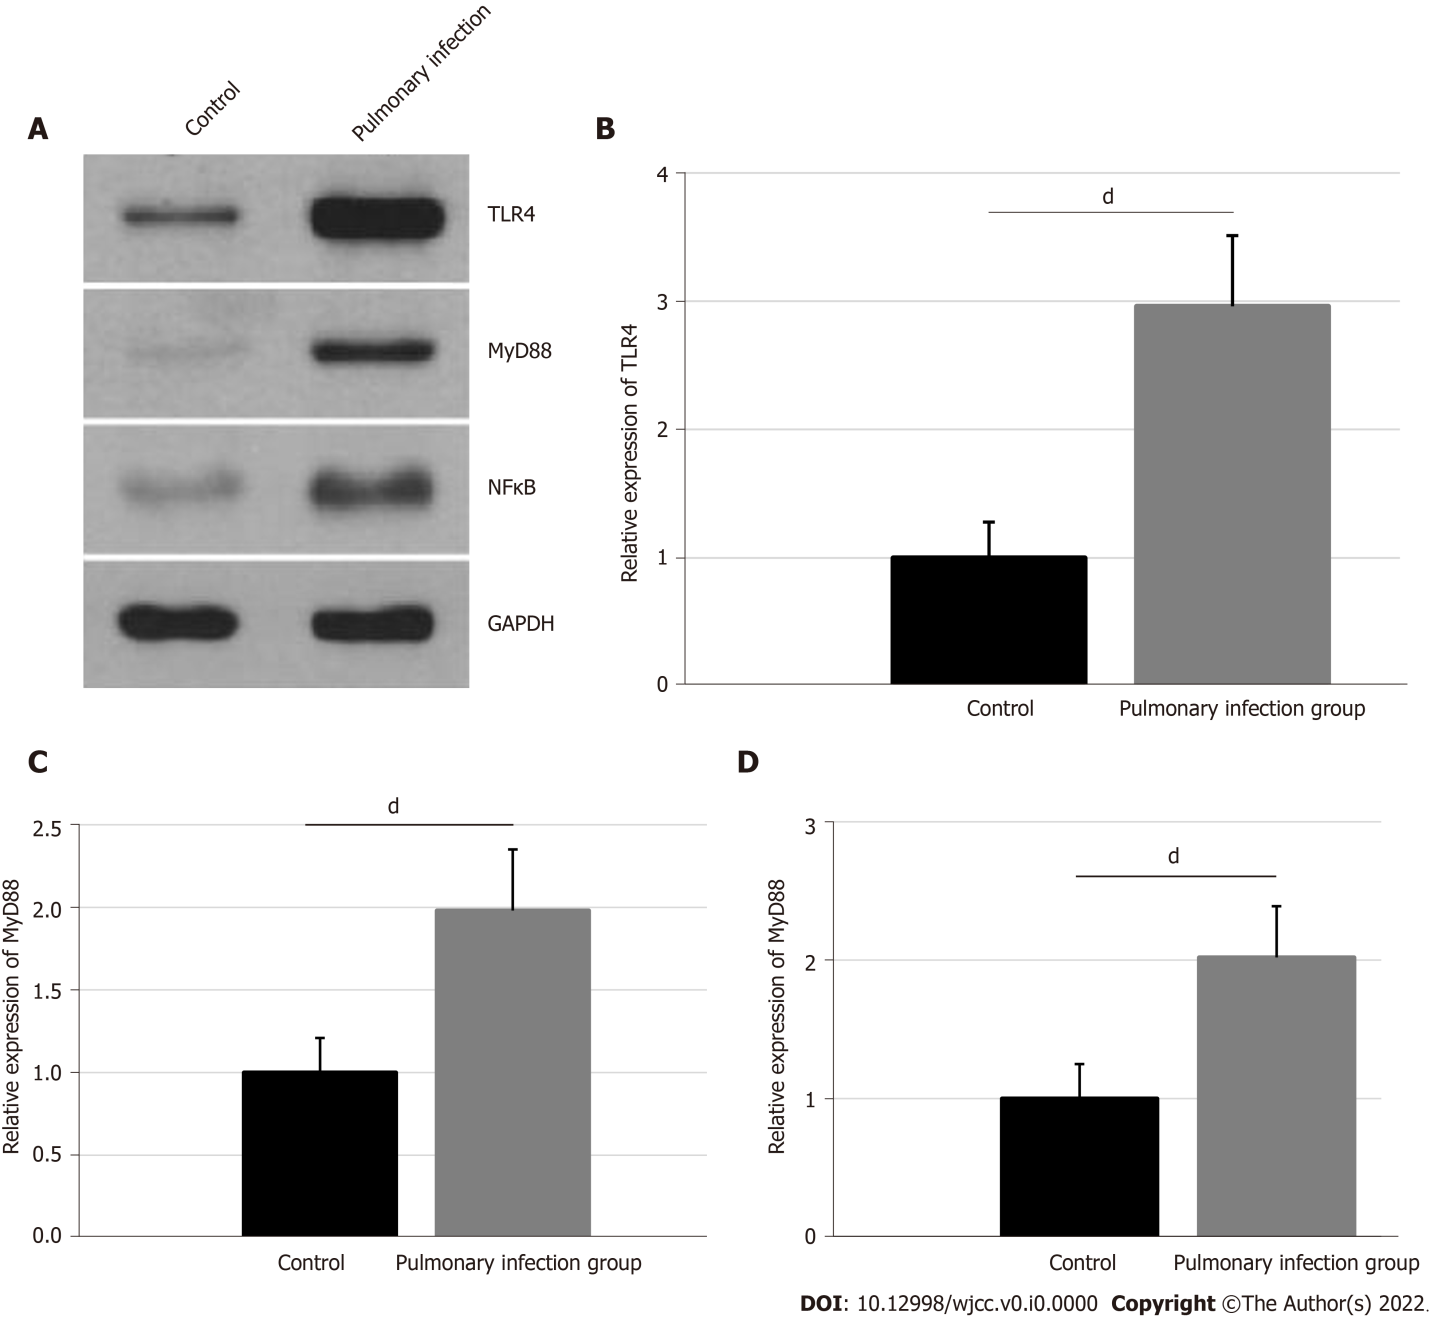 A
Control
Pulmonary infection
TLR4
MyD88
NFκB
GAPDH
B
Relative expression of TLR4
4
3
2
1
0
d
Control
Pulmonary infection group
C
Relative expression of MyD88
2.5
2.0
1.5
1.0
0.5
0.0
d
Control
Pulmonary infection group
D
Relative expression of MyD88
3
2
1
0
d
Control
Pulmonary infection group
DOI: 10.12998/wjcc.v0.i0.0000 Copyright ©The Author(s) 2022.